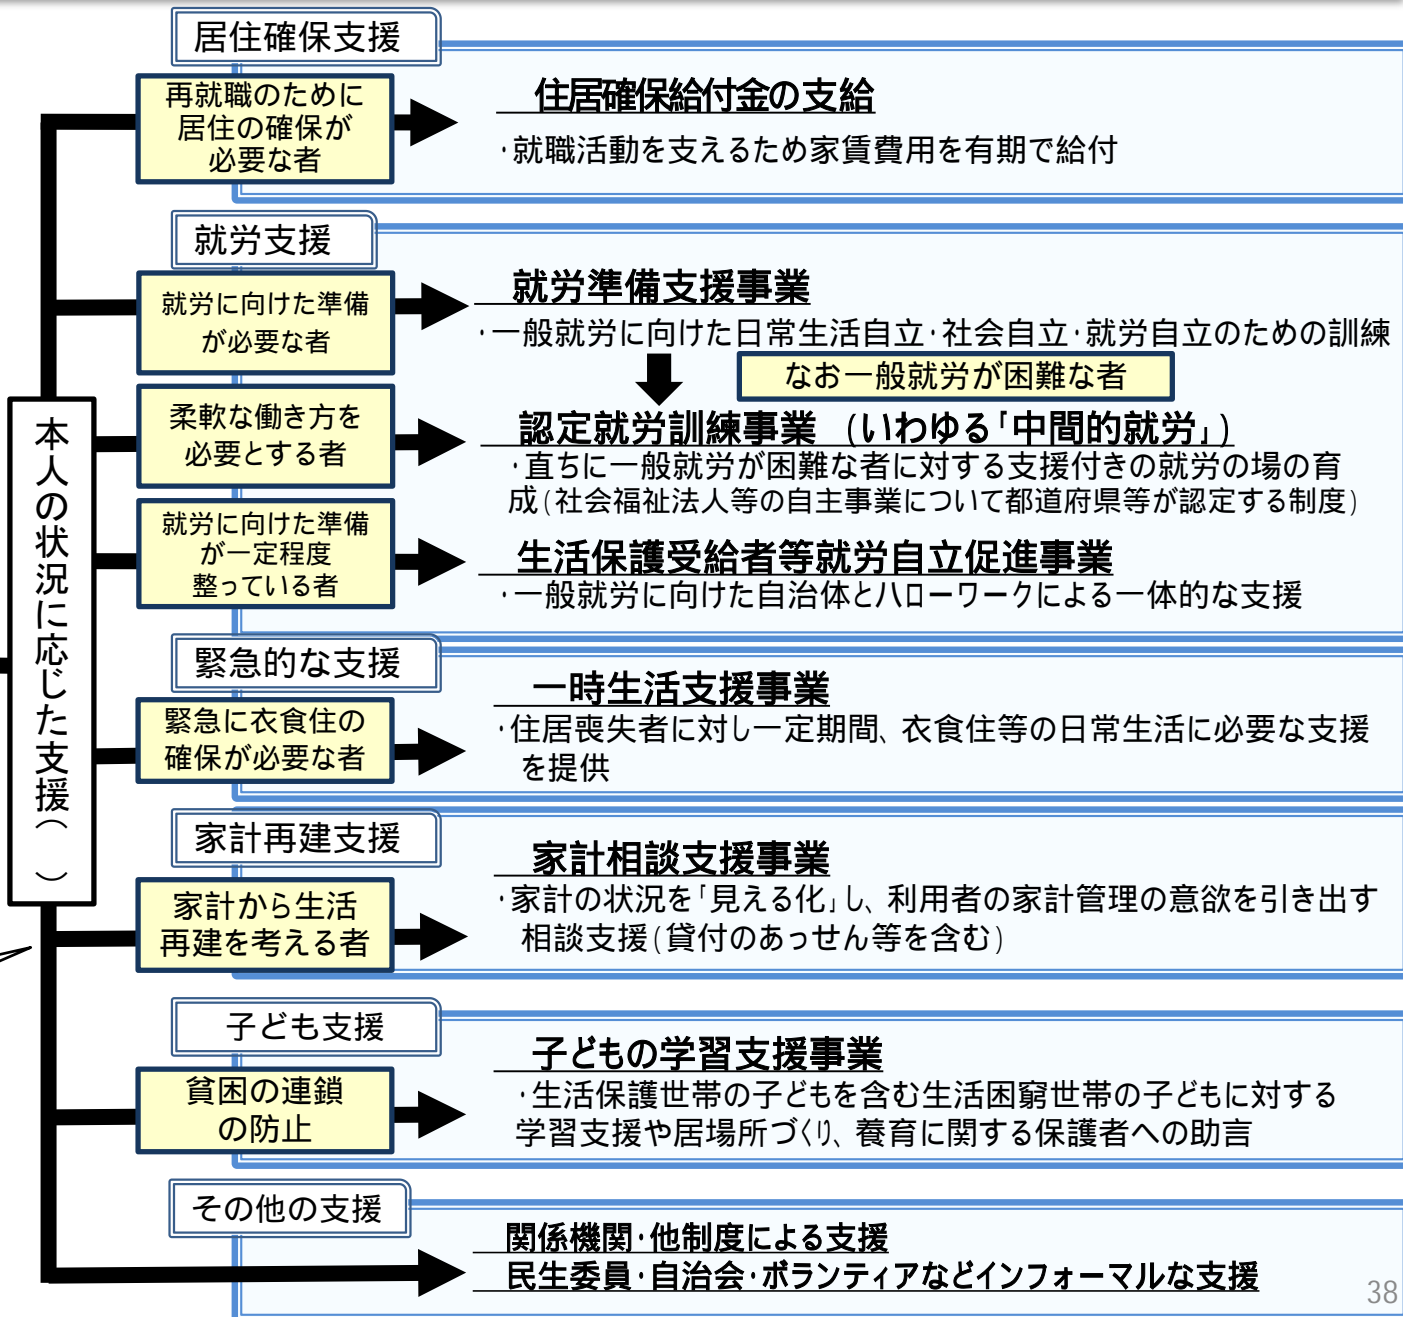 本人の状況に応じた支援（　）
居住確保支援
再就職のために
居住の確保が
必要な者
住居確保給付金の支給
・就職活動を支えるため家賃費用を有期で給付
就労支援
就労に向けた準備
が必要な者
就労準備支援事業
・一般就労に向けた日常生活自立・社会自立・就労自立のための訓練
なお一般就労が困難な者
柔軟な働き方を
必要とする者
認定就労訓練事業　(いわゆる「中間的就労」)
・直ちに一般就労が困難な者に対する支援付きの就労の場の育
成(社会福祉法人等の自主事業について都道府県等が認定する制度)
就労に向けた準備
が一定程度
整っている者
生活保護受給者等就労自立促進事業
・一般就労に向けた自治体とハローワークによる一体的な支援
緊急的な支援
緊急に衣食住の
確保が必要な者
一時生活支援事業
・住居喪失者に対し一定期間、衣食住等の日常生活に必要な支援
を提供
家計再建支援
家計から生活
再建を考える者
家計相談支援事業
・家計の状況を「見える化」し、利用者の家計管理の意欲を引き出す
相談支援(貸付のあっせん等を含む)
子ども支援
貧困の連鎖
の防止
子どもの学習支援事業
・生活保護世帯の子どもを含む生活困窮世帯の子どもに対する
学習支援や居場所づくり、養育に関する保護者への助言
その他の支援
関係機関・他制度による支援
民生委員・自治会・ボランティアなどインフォーマルな支援
38